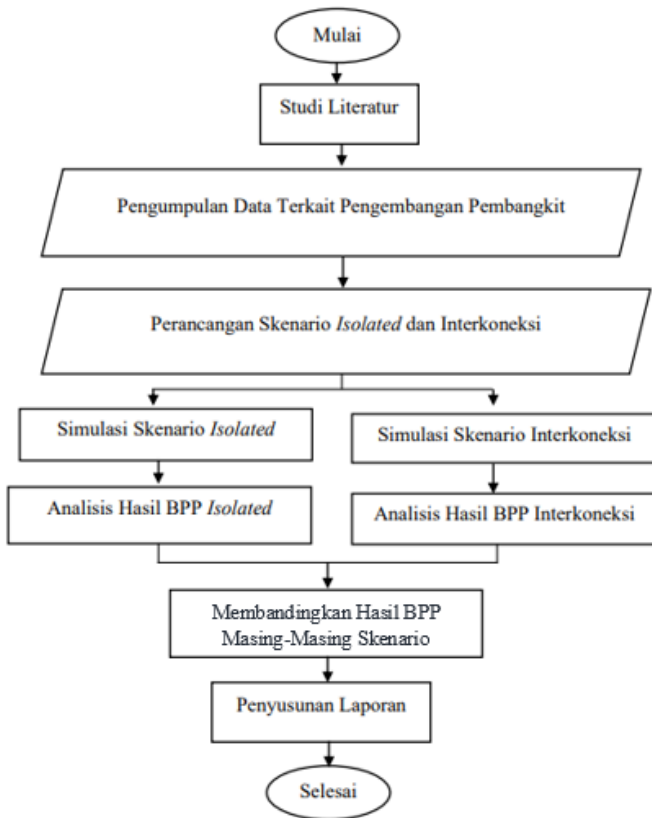 Mulai
Studi Literatur
Pengumpulan Data Terkait Pengembangan Pembangkit
Perancangan Skenario Isolated dan Interkoneksi
Simulasi Skenario Isolated
Simulasi Skenario Interkoneksi
Analisis Hasil BPP Isolated
Analisis Hasil BPP Interkoneksi
Membandingkan Hasil BPP
Masing-Masing Skenario
Penyusunan Laporan
Selesai